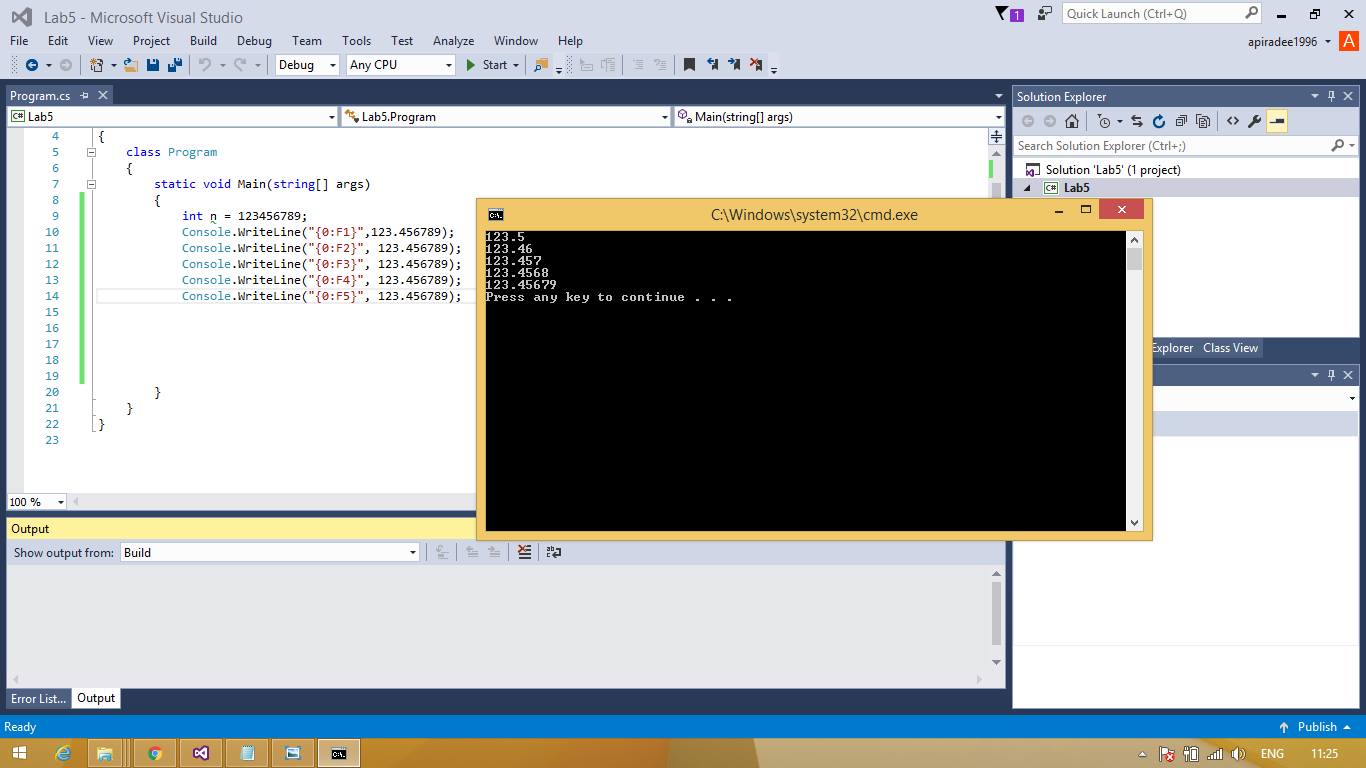 Lab5 - Microsoft Visual Studio
1
Quick Launch (Ctrl+Q)
File Edit View Project Build Debug Team Tools Test Analyze Window Help
apiradee1996
A
Debug
Any CPU
Start
Program.cs
C# Lab5
Lab5.Program
Main(string[] args)
4 {
5 class Program
6 {
7 static void Main(string[] args)
8 {
9 int n = 123456789;
10 Console.WriteLine("{0:F1}",123.456789);
11 Console.WriteLine("{0:F2}", 123.456789);
12 Console.WriteLine("{0:F3}", 123.456789);
13 Console.WriteLine("{0:F4}", 123.456789);
14 Console.WriteLine("{0:F5}", 123.456789);
15
16
17
18
19
20 }
21 }
22 }
23
100 %
C:\Windows\system32\cmd.exe
123.5
123.46
123.457
123.4568
123.45679
Press any key to continue . . .
Solution Explorer
Search Solution Explorer (Ctrl+;)
Solution 'Lab5' (1 project)
C# Lab5
Explorer
Class View
Output
Show output from: Build
Error List...
Output
Ready
Publish
ENG
11:25